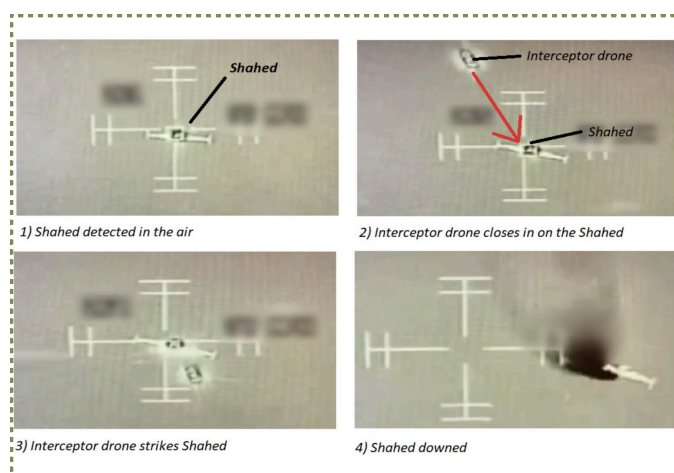 Shahed
1) Shahed detected in the air
Interceptor drone
Shahed
2) Interceptor drone closes in on the Shahed
3) Interceptor drone strikes Shahed
4) Shahed downed